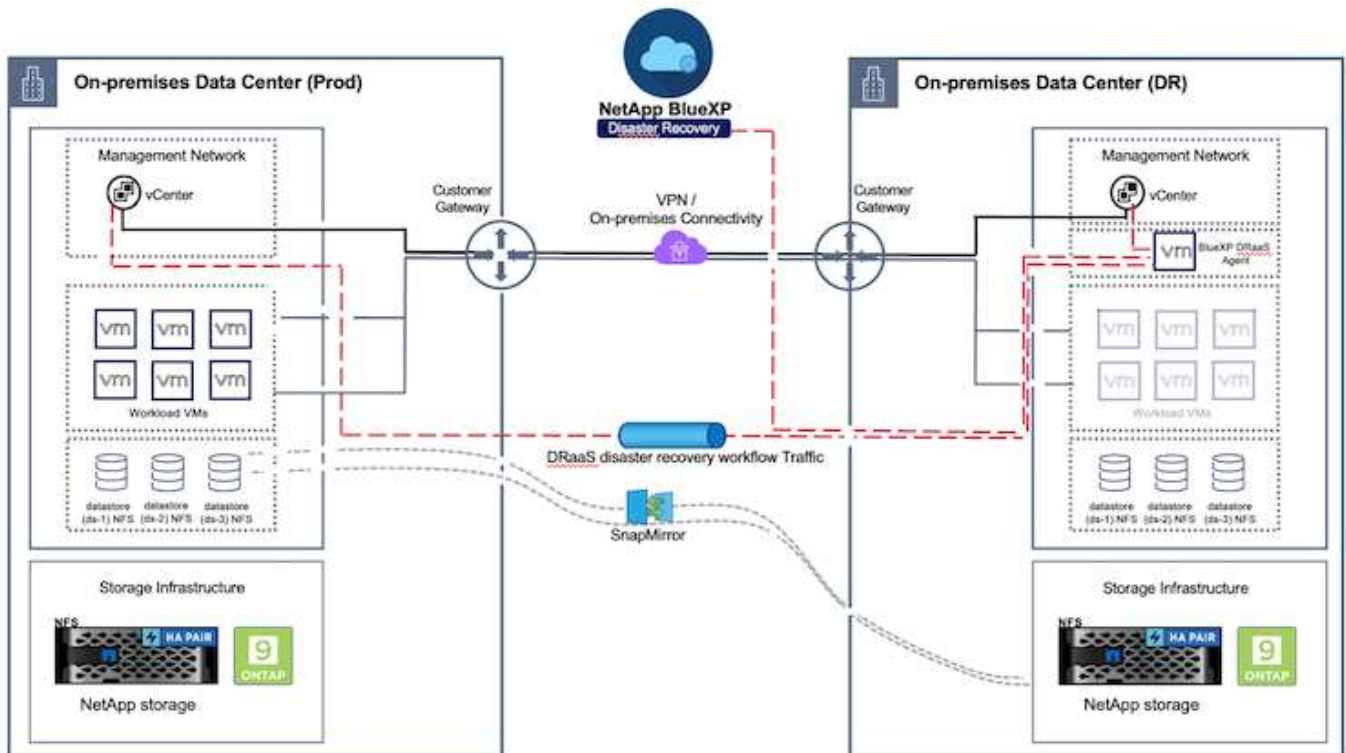 NetApp BlueXP
Disaster Recovery
On-premises Data Center (Prod)
Management Network
vCenter
vm
vm
vm
vm
vm
vm
Workload VMs
datastore
(ds-1) NFS
datastore
(ds-2) NFS
datastore
(ds-3) NFS
Storage Infrastructure
NFS
HA PAIR
9
ONTAP
NetApp storage
Customer
Gateway
VPN /
On-premises Connectivity
DRaaS disaster recovery workflow Traffic
SnapMirror
Customer
Gateway
On-premises Data Center (DR)
Management Network
vCenter
vm
BlueXP DRaaS
Agent
vm
vm
vm
vm
vm
vm
Workload VMs
datastore
(ds-1) NFS
datastore
(ds-2) NFS
datastore
(ds-3) NFS
Storage Infrastructure
NFS
HA PAIR
9
ONTAP
NetApp storage